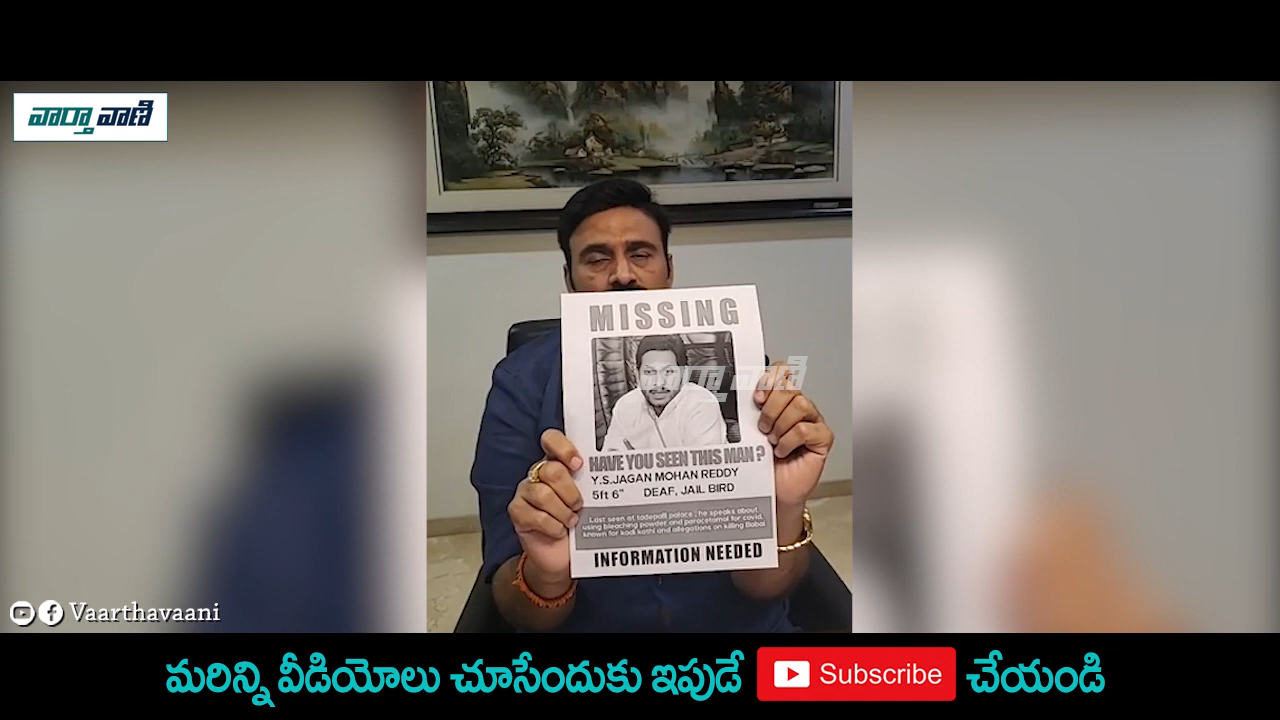 వార్తా వాణి
MISSING
వార్తా వాణి
HAVE YOU SEEN THIS MAN?
Y.S.JAGAN MOHAN REDDY
5ft 6" DEAF, JAIL BIRD
Last seen at tadepalli palace , he speaks about
using bleaching powder and paracetamol for covid,
known for kodi kathi and allegations on killing Babai
INFORMATION NEEDED
Vaarthavaani
మరిన్ని వీడియోలు చూసేందుకు ఇపుడే Subscribe చేయండి